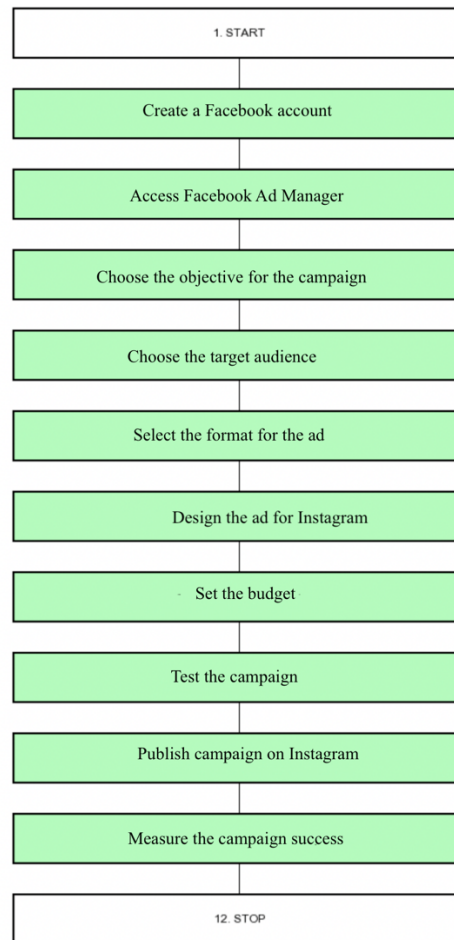 1. START
Create a Facebook account
Access Facebook Ad Manager
Choose the objective for the campaign
Choose the target audience
Select the format for the ad
Design the ad for Instagram
Set the budget
Test the campaign
Publish campaign on Instagram
Measure the campaign success
12. STOP